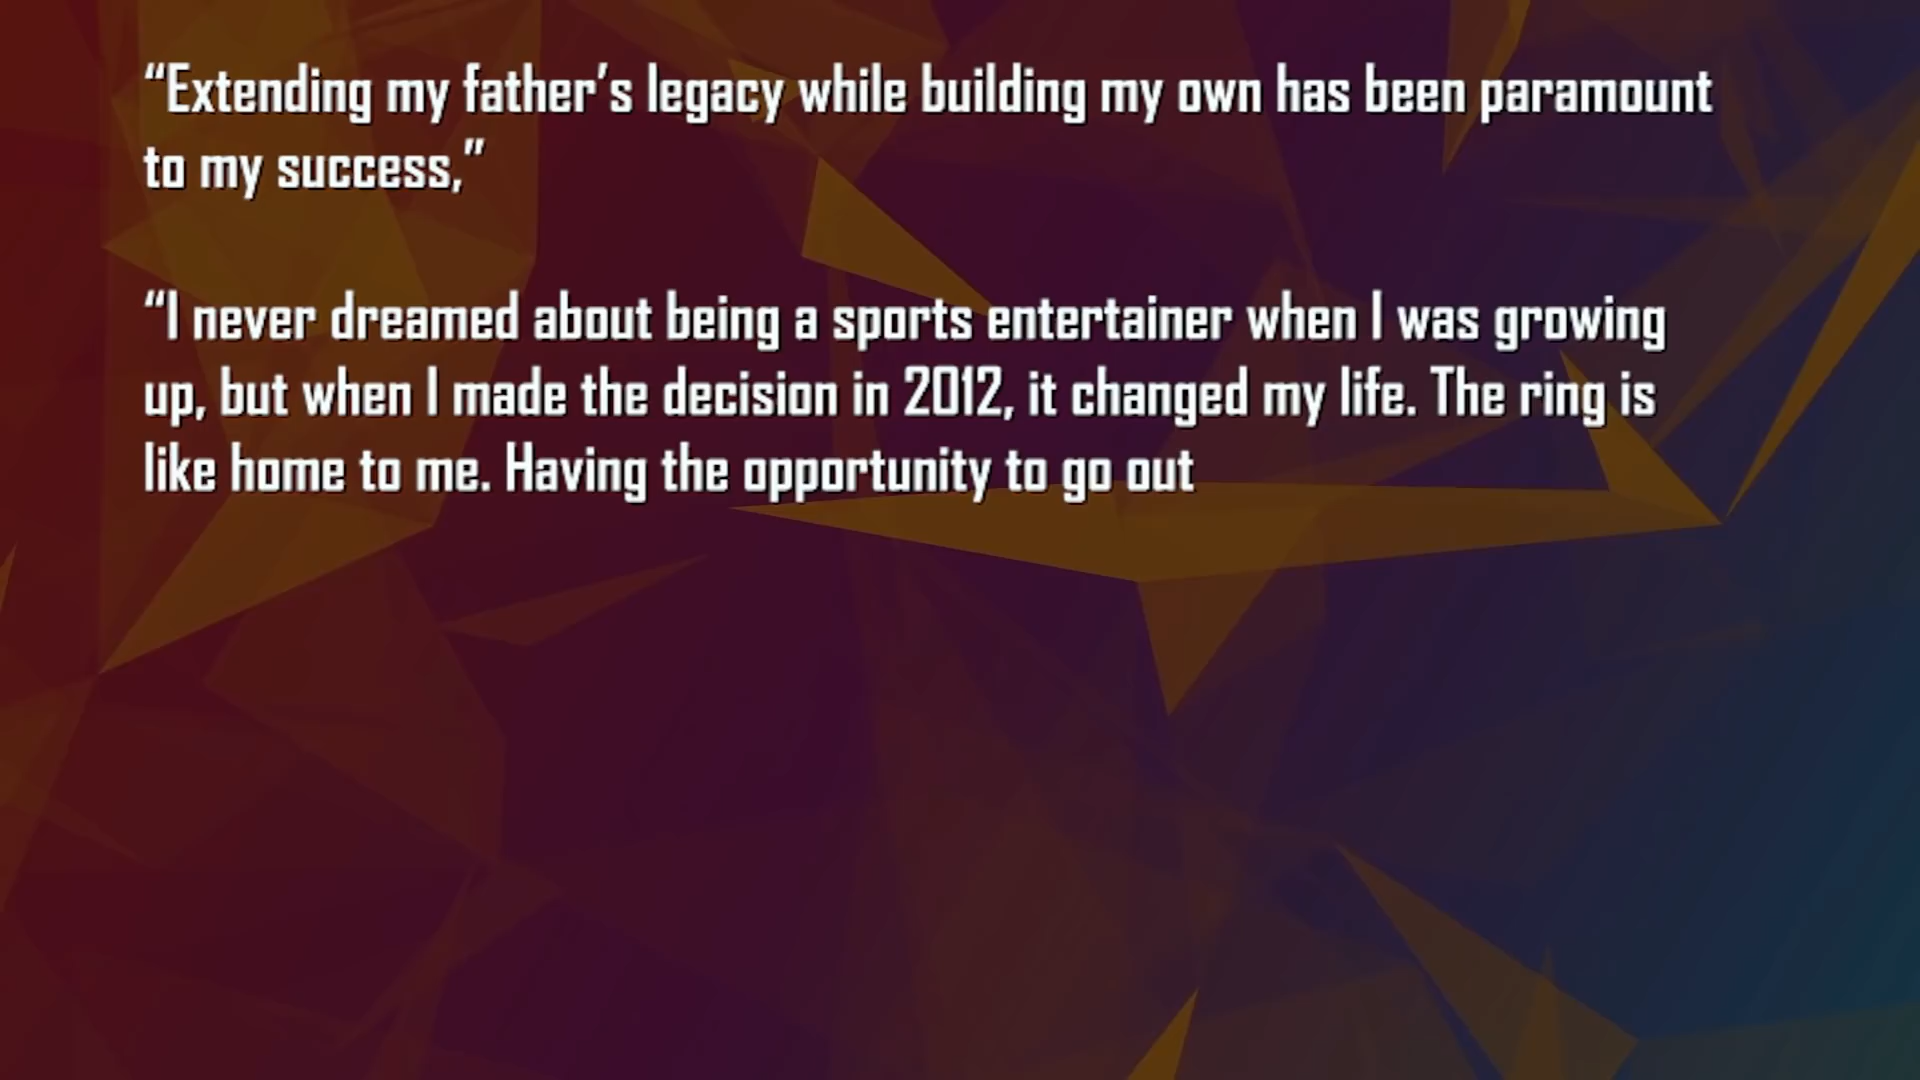 “Extending my father’s legacy while building my own has been paramount
to my success,”
“I never dreamed about being a sports entertainer when I was growing
up, but when I made the decision in 2012, it changed my life. The ring is
like home to me. Having the opportunity to go out